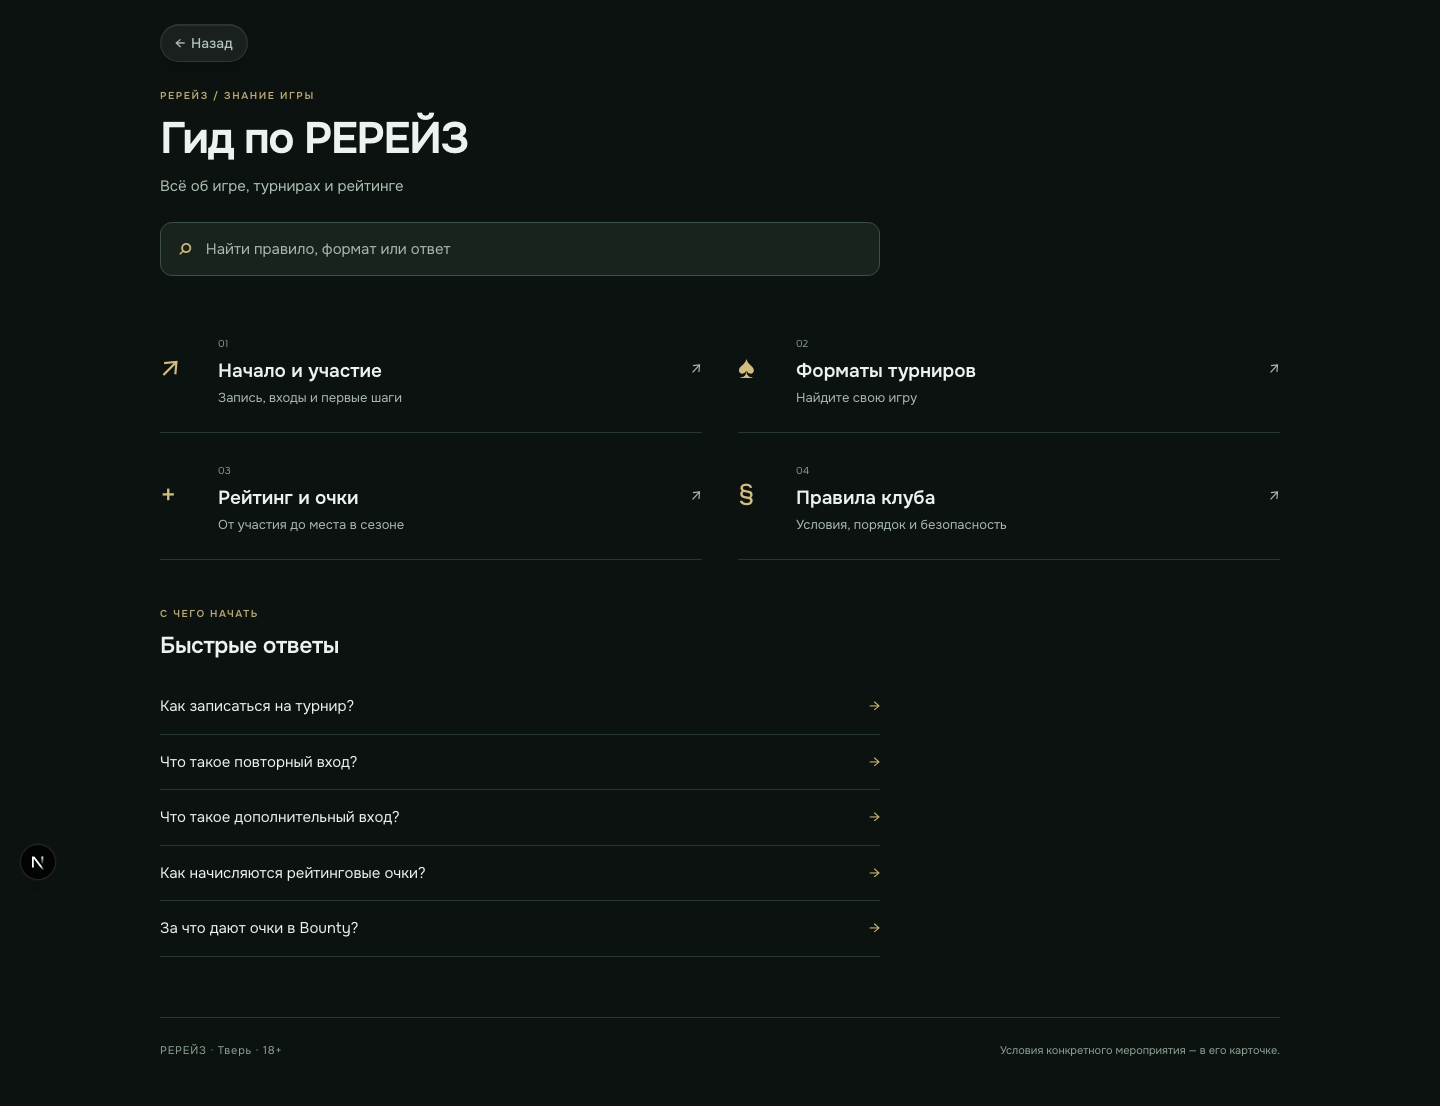 ← Назад
РЕРЕЙЗ / ЗНАНИЕ ИГРЫ
Гид по РЕРЕЙЗ
Всё об игре, турнирах и рейтинге
Найти правило, формат или ответ
01
Начало и участие
Запись, входы и первые шаги
02
Форматы турниров
Найдите свою игру
03
Рейтинг и очки
От участия до места в сезоне
04
§
Правила клуба
Условия, порядок и безопасность
С ЧЕГО НАЧАТЬ
Быстрые ответы
Как записаться на турнир?
Что такое повторный вход?
Что такое дополнительный вход?
Как начисляются рейтинговые очки?
За что дают очки в Bounty?
N
РЕРЕЙЗ · Тверь · 18+
Условия конкретного мероприятия — в его карточке.